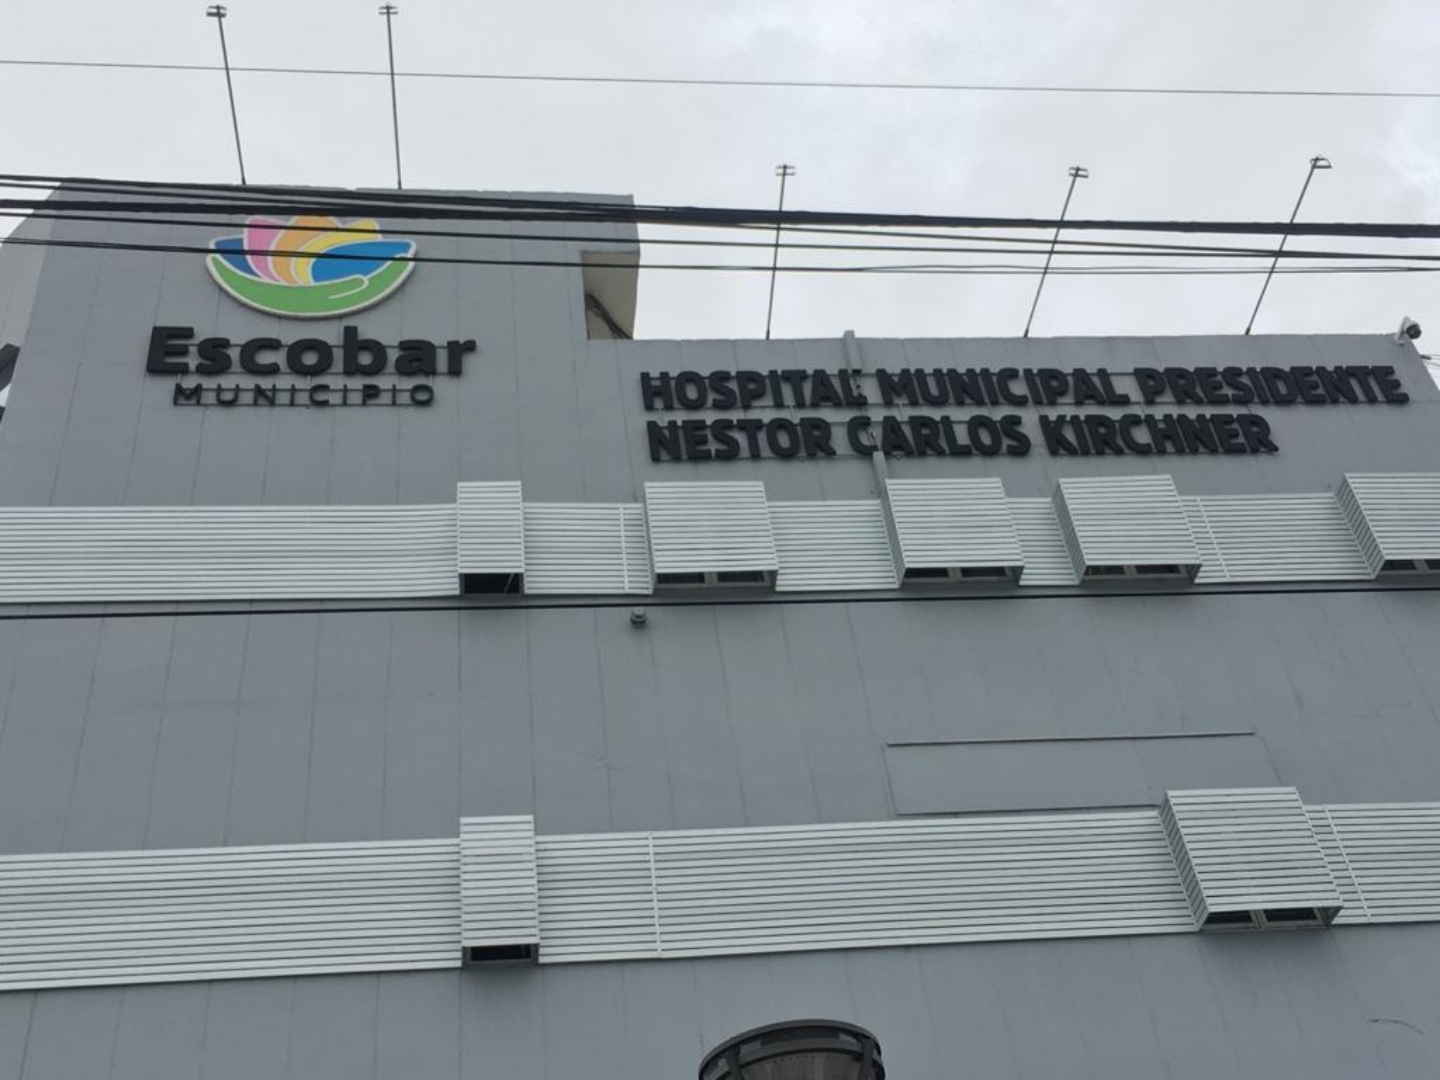 Escobar
MUNICIPIO
HOSPITAL MUNICIPAL PRESIDENTE
NESTOR CARLOS KIRCHNER